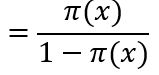 = π(x) / (1 − π(x))